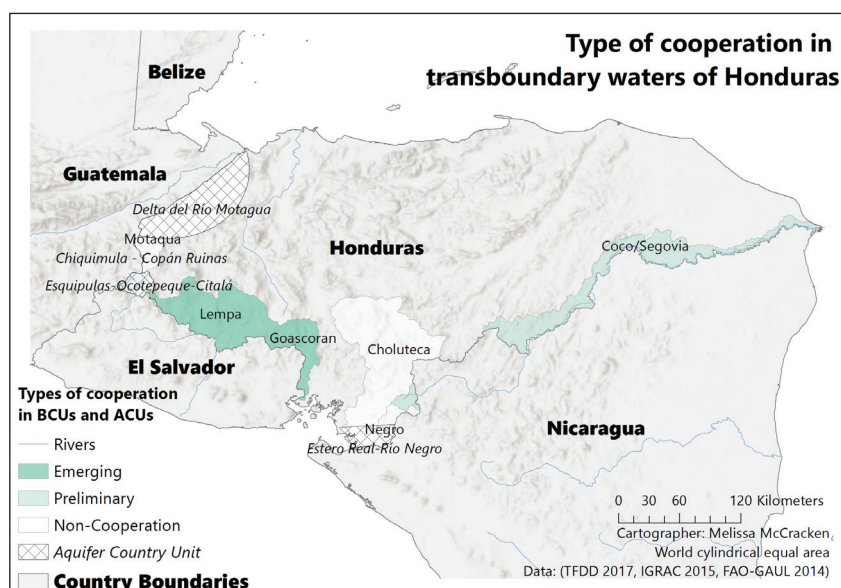 Type of cooperation in
transboundary waters of Honduras
Belize
Guatemala
Delta del Río Motagua
Motaqua
Honduras
Coco/Segovia
Chiquimula - Copán Ruinas
Esquipulas-Ocotepeque-Citalá
Lempa
Goascoran
Choluteca
El Salvador
Types of cooperation
in BCUs and ACUs
Nicaragua
Negro
Estero Real-Río Negro
Rivers
Emerging
Preliminary
Non-Cooperation
Aquifer Country Unit
Country Boundaries
0 30 60 120 Kilometers
Cartographer: Melissa McCracken
World cylindrical equal area
Data: (TFDD 2017, IGRAC 2015, FAO-GAUL 2014)